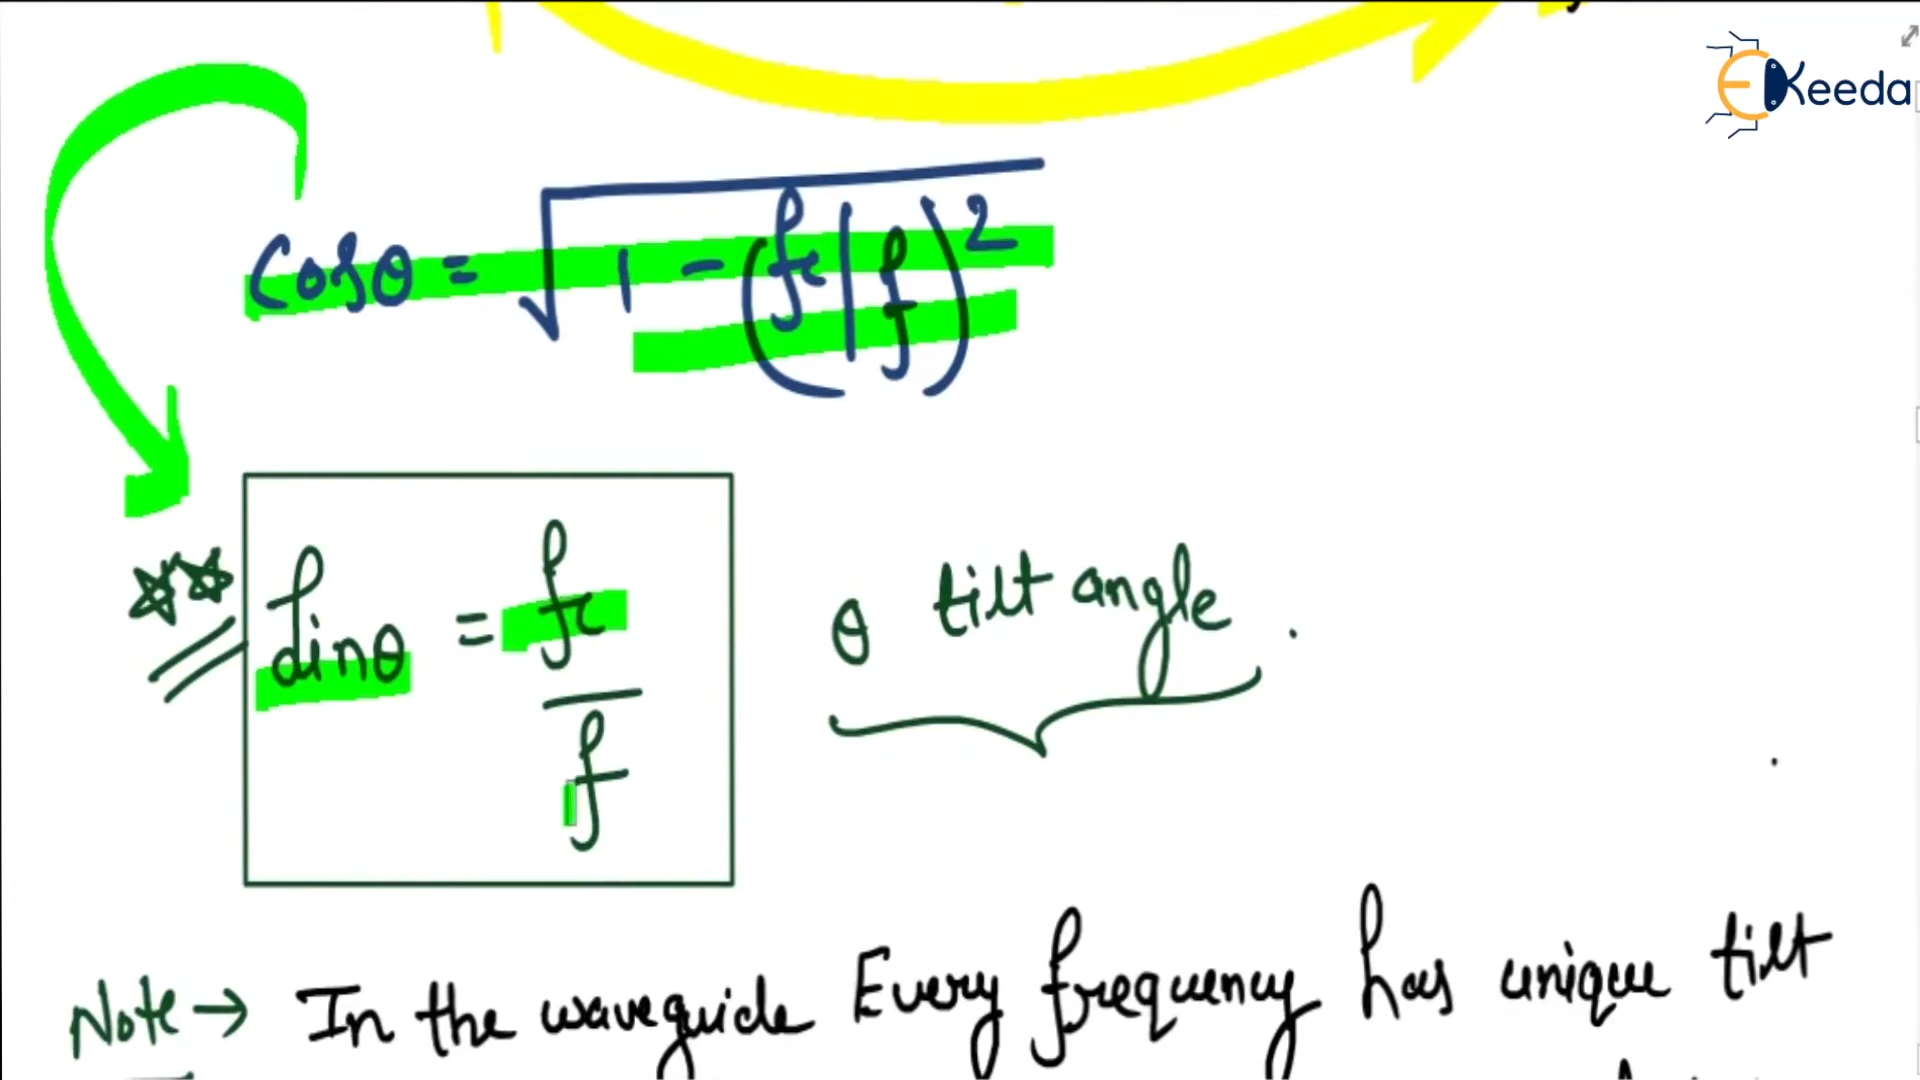 EKeeda
Cosθ = √1 - (fc/f)²
Sinθ = fc/f
θ tilt angle.
Note → In the waveguide Every frequency has unique tilt